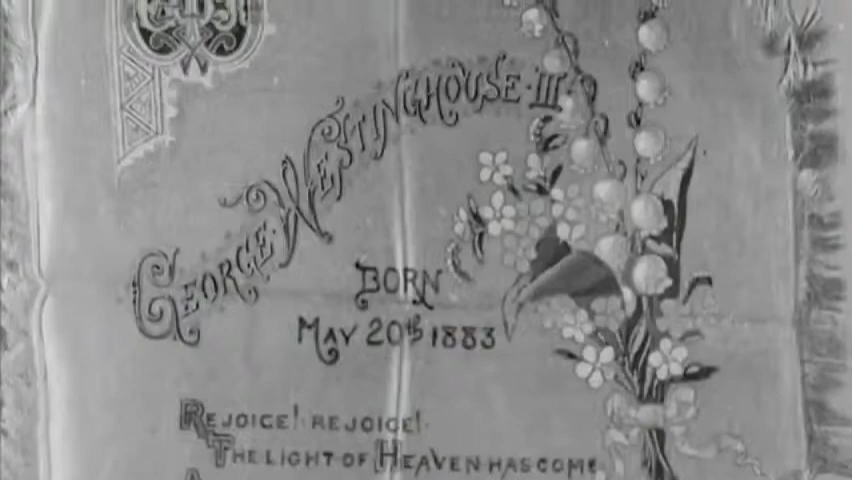 GEORGE·WESTINGHOUSE·III·
BORN
MAY 20th 1883
REJOICE! REJOICE!
THE LIGHT OF HEAVEN HAS COME